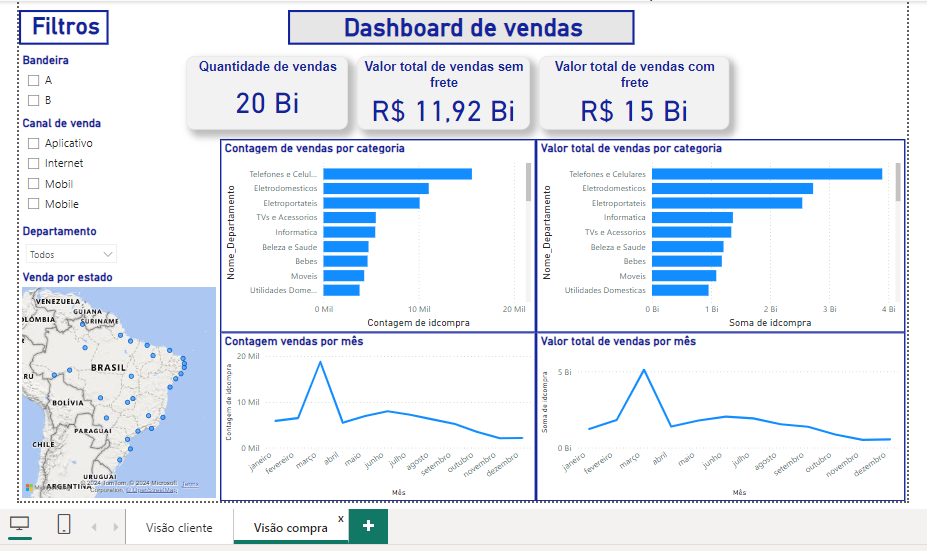 Filtros
Dashboard de vendas
Bandeira
A
B
Canal de venda
Aplicativo
Internet
Mobil
Mobile
Departamento
Todos
Venda por estado
VENEZUELA
GUIANA
SURINAME
BRASIL
BOLÍVIA
PARAGUAI
CHILE
URUGUAI
ARGENTINA
© 2024 TomTom, © 2024 Microsoft
Corporation, © OpenStreetMap
Terms
Quantidade de vendas
20 Bi
Valor total de vendas sem
frete
R$ 11,92 Bi
Valor total de vendas com
frete
R$ 15 Bi
Contagem de vendas por categoria
Nome_Departamento
Telefones e Celul...
Eletrodomesticos
Eletroportateis
TVs e Acessorios
Informatica
Beleza e Saude
Bebes
Moveis
Utilidades Dome...
0 Mil
10 Mil
20 Mil
Contagem de idcompra
Valor total de vendas por categoria
Nome_Departamento
Telefones e Celulares
Eletrodomesticos
Eletroportateis
Informatica
TVs e Acessorios
Beleza e Saude
Bebes
Moveis
Utilidades Domesticas
0 Bi
1 Bi
2 Bi
3 Bi
4 Bi
Soma de idcompra
Contagem vendas por mês
Contagem de idcompra
20 Mil
10 Mil
0 Mil
janeiro
fevereiro
março
abril
maio
junho
julho
agosto
setembro
outubro
novembro
dezembro
Mês
Valor total de vendas por mês
Soma de idcompra
5 Bi
0 Bi
janeiro
fevereiro
março
abril
maio
junho
julho
agosto
setembro
outubro
novembro
dezembro
Mês
Visão cliente
Visão compra
x
+